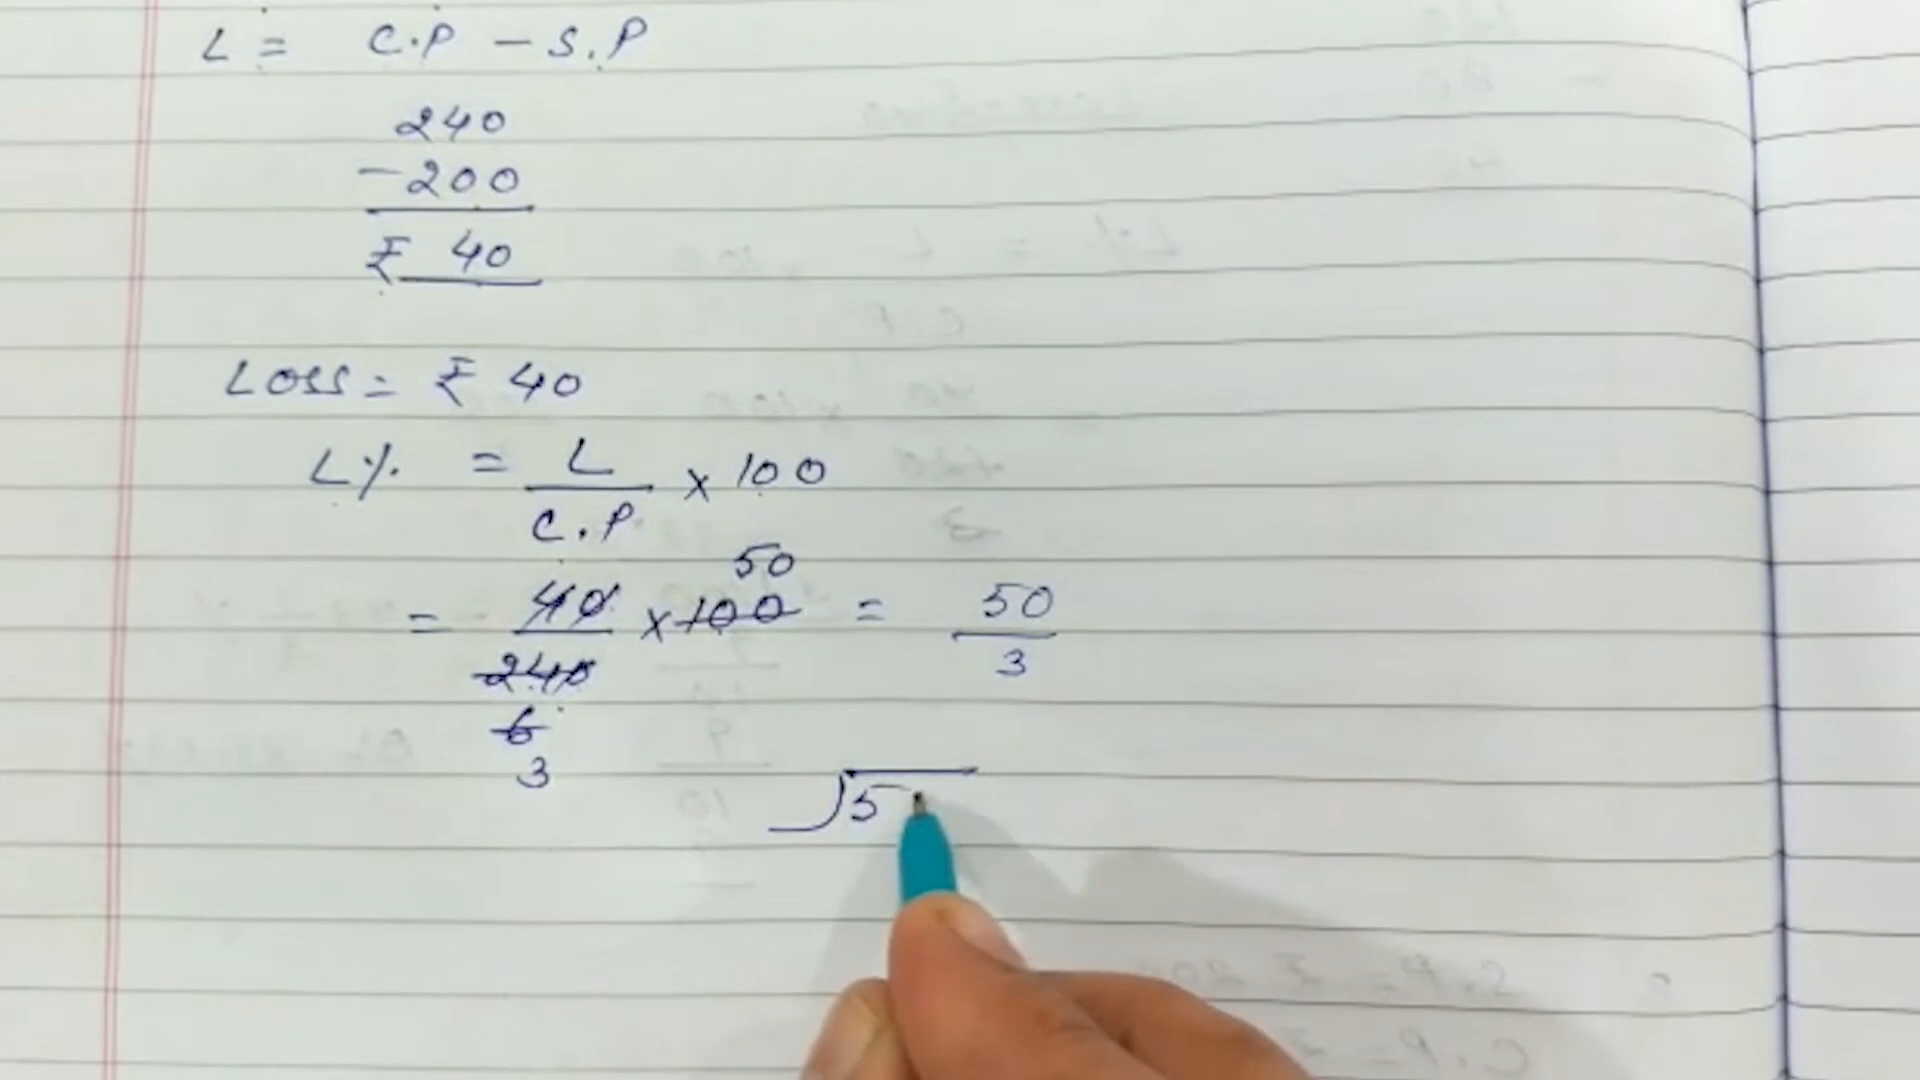 L = C.P - S.P
240
- 200
₹ 40
Loss = ₹ 40
L% = L/C.P. × 100
50
= 40/240 × 100 = 50/3
6
3
5